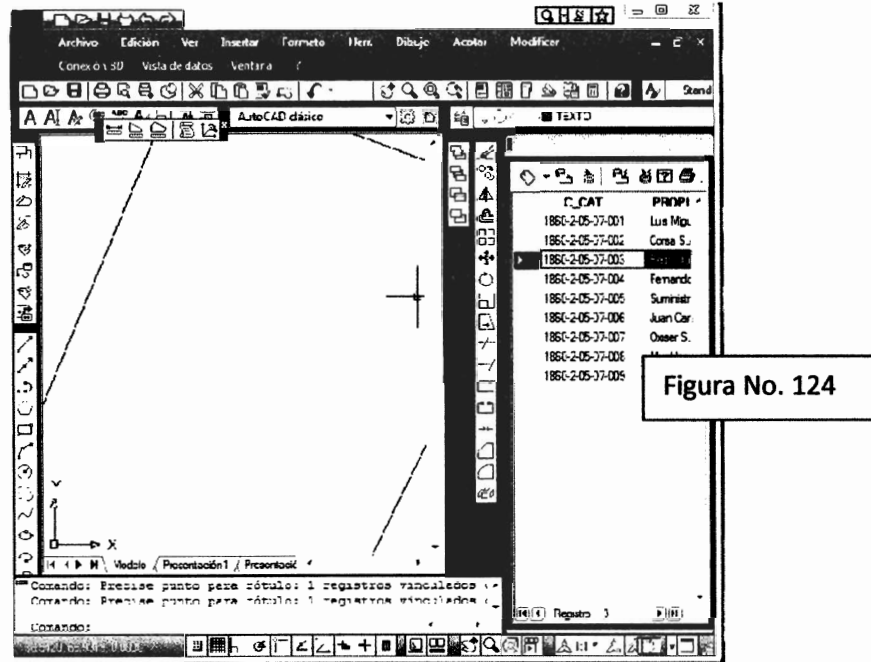 Archivo Edición Ver Insertar Formato Herr. Dibujo Acotar Modificar
Conexión 3D Vista de datos Ventana ?
Stand
AutoCAD clásico
TEXTO
C_CAT PROPI
1860-2-05-07-001 Luis Migu
1860-2-05-07-002 Corsa S.
1860-2-05-07-003
1860-2-05-07-004 Fernando
1860-2-05-07-005 Suministr
1860-2-05-07-006 Juan Car
1860-2-05-07-007 S.
1860-2-05-07-008
1860-2-05-07-009
Figura No. 124
Y
X
Modelo Presentación1 Presentació
Comando: Precise punto para rótulo: 1 registros vinculados
Comando: Precise punto para rótulo: 1 registros vinculados
Comando:
Registro 3
1:1